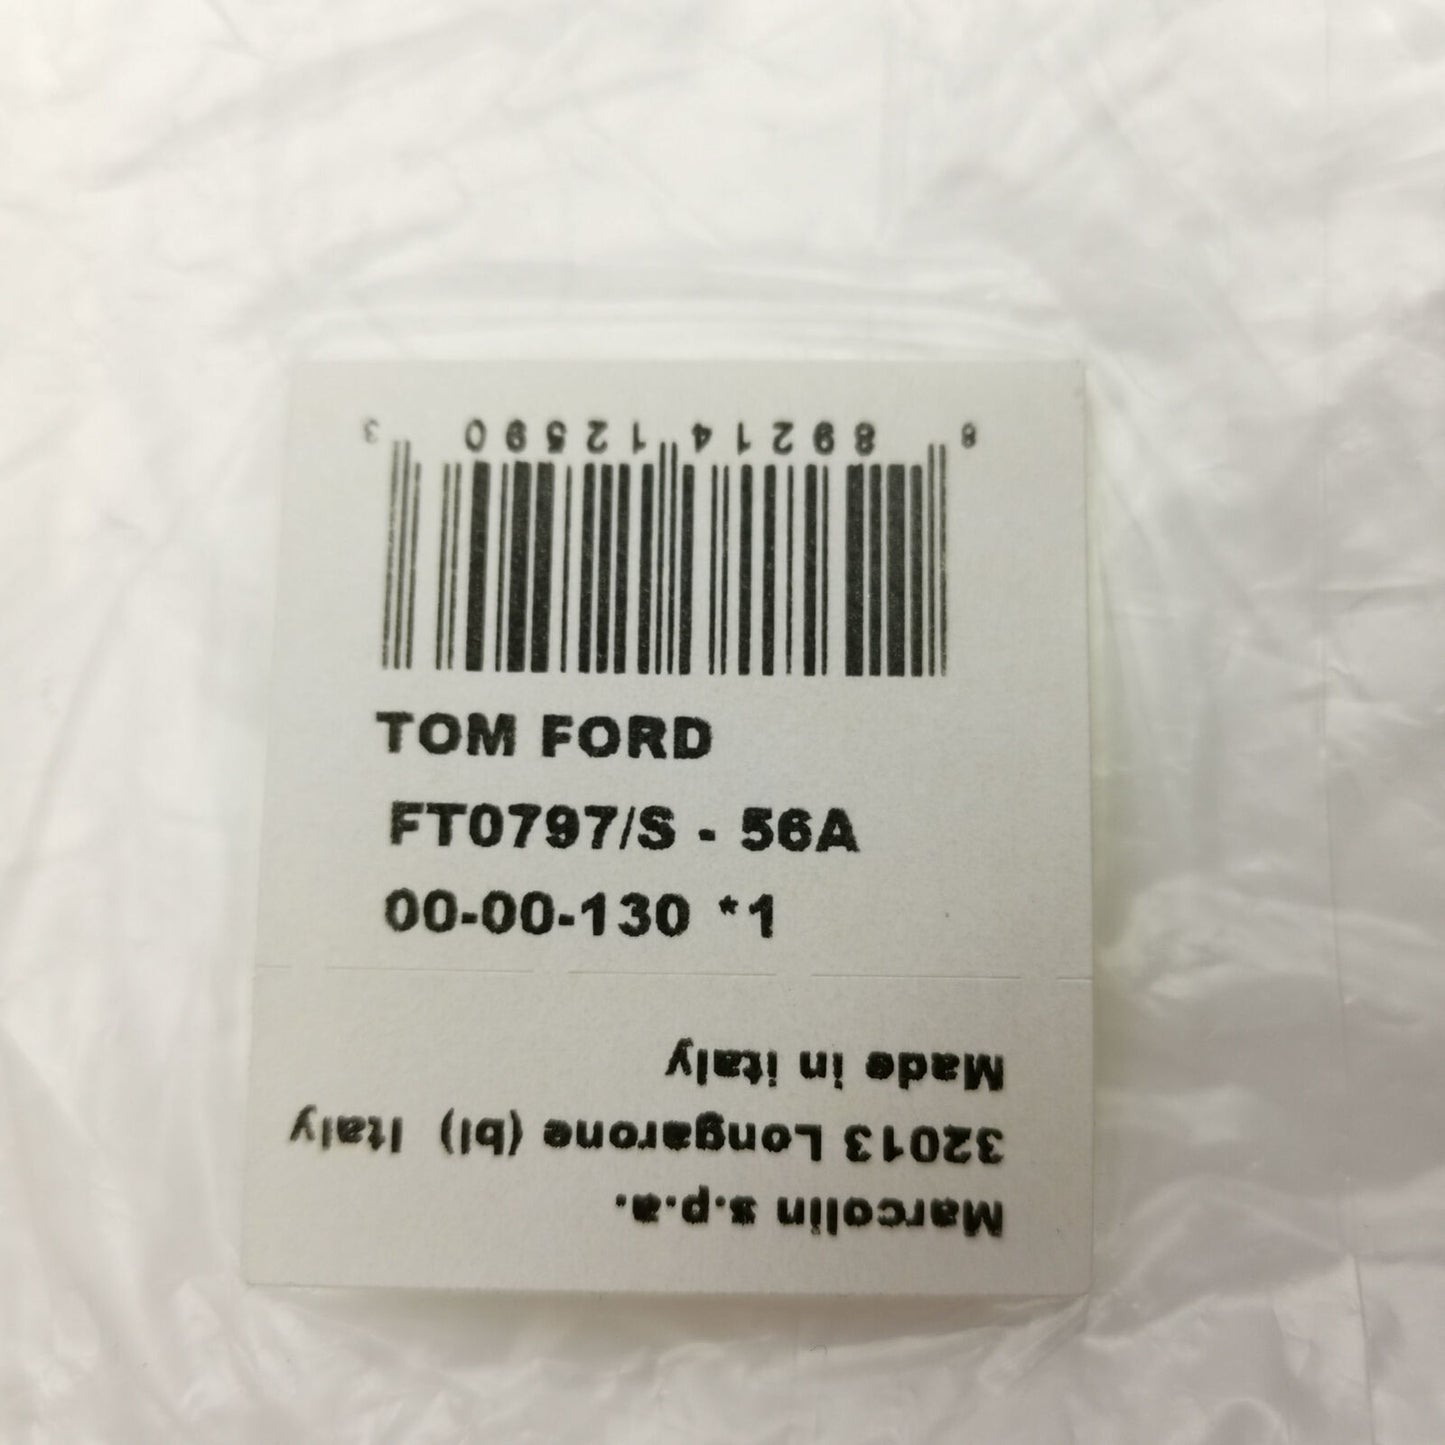 8 89214 12590 3
TOM FORD
FT0797/S - 56A
00-00-130 *1
Marcolin s.p.a.
32013 Longarone (bl) Italy
Made in italy